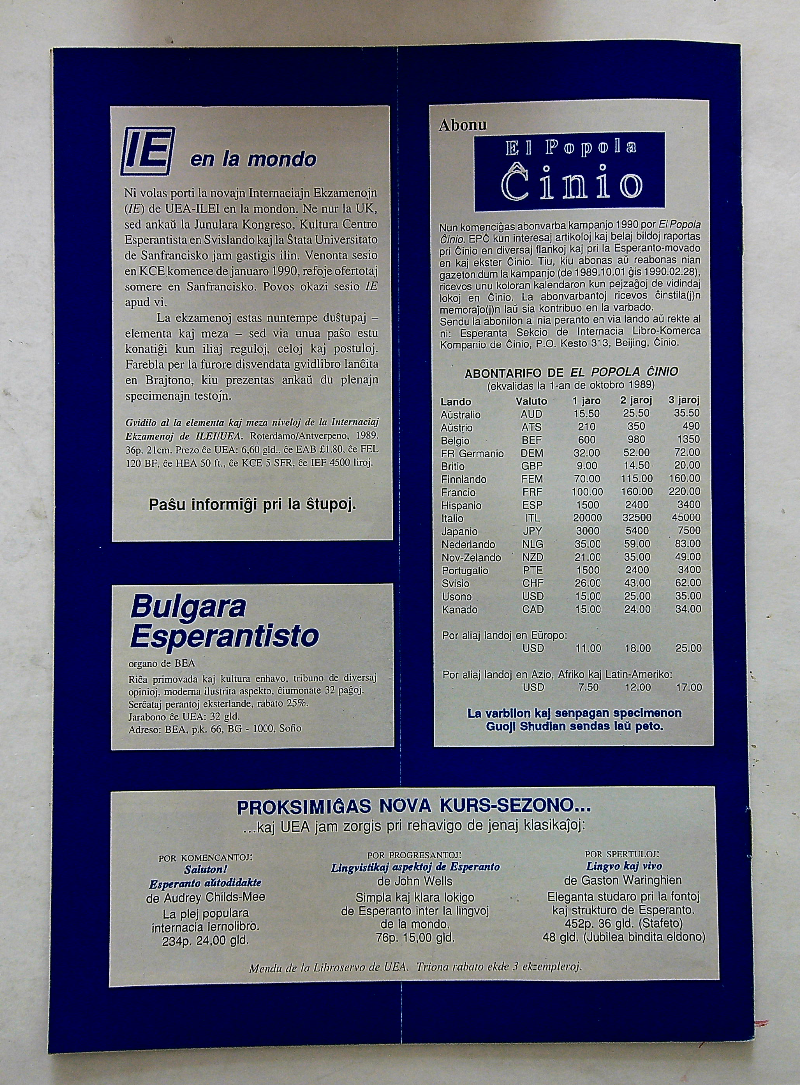 IE en la mondo
Ni volas porti la novajn Internaciajn Ekzamenojn
(IE) de UEA-ILEI en la mondon. Ne nur la UK,
sed ankaŭ la Junulara Kongreso, Kultura Centro
Esperantista en Svislando kaj la Ŝtata Universitato
de Sanfrancisko jam gastigis ilin. Venonta sesio
en KCE komence de januaro 1990, refoje ofertotaj
somere en Sanfrancisko. Povos okazi sesio IE
apud vi.
La ekzamenoj estas nuntempe duŝtupaj –
elementa kaj meza – sed via unua paŝo estu
konatiĝi kun iliaj reguloj, celoj kaj postuloj.
Farebla per la furore disvendata gvidlibro lanĉita
en Brajtono, kiu prezentas ankaŭ du plenajn
specimenajn testojn.
Gvidilo al la elementa kaj meza niveloj de la Internaciaj
Ekzamenoj de ILEI/UEA. Roterdamo/Antverpeno, 1989.
36p. 21cm. Prezo ĉe UEA: 6,60 gld., ĉe EAB £1.80, ĉe FEL
120 BF, ĉe HEA 50 ft., ĉe KCE 5 SFR, ĉe IEF 4500 liroj.
Paŝu informiĝi pri la ŝtupoj.
Bulgara
Esperantisto
organo de BEA
Riĉa primovada kaj kultura enhavo, tribuno de diversaj
opinioj, moderna ilustrita aspekto, ĉiumonate 32 paĝoj.
Serĉataj perantoj eksterlande, rabato 25%.
Jarabono ĉe UEA: 32 gld.
Adreso: BEA, p.k. 66, BG - 1000, Sofio
Abonu
El Popola
Ĉinio
Nun komenciĝas abonvarba kampanjo 1990 por El Popola
Ĉinio. EPĈ kun interesaj artikoloj kaj belaj bildoj raportas
pri Ĉinio en diversaj flankoj kaj pri la Esperanto-movado
en kaj ekster Ĉinio. Tiu, kiu abonas aŭ reabonas nian
gazeton dum la kampanjo (de 1989.10.01 ĝis 1990.02.28),
ricevos unu koloran kalendaron kun pejzaĝoj de vidindaj
lokoj en Ĉinio. La abonvarbantoj ricevos ĉinstila(j)n
memoraĵo(j)n laŭ sia kontribuo en la varbado.
Sendu la abonilon a nia peranto en via lando aŭ rekte al
ni: Esperanta Sekcio de Internacia Libro-Komerca
Kompanio de Ĉinio, P.O. Kesto 313, Beijing, Ĉinio.
ABONTARIFO DE EL POPOLA ĈINIO
(ekvalidas la 1-an de oktobro 1989)
Lando Valuto 1 jaro 2 jaroj 3 jaroj
Aŭstralio AUD 15.50 25.50 35.50
Aŭstrio ATS 210 350 490
Belgio BEF 600 980 1350
FR Germanio DEM 32.00 52.00 72.00
Britio GBP 9.00 14.50 20.00
Finnlando FEM 70.00 115.00 160.00
Francio FRF 100.00 160.00 220.00
Hispanio ESP 1500 2400 3400
Italio ITL 20000 32500 45000
Japanio JPY 3000 5400 7500
Nederlando NLG 35.00 59.00 83.00
Nov-Zelando NZD 21.00 35.00 49.00
Portugalio PTE 1500 2400 3400
Svisio CHF 26.00 43.00 62.00
Usono USD 15.00 25.00 35.00
Kanado CAD 15.00 24.00 34.00
Por aliaj landoj en Eŭropo:
USD 11.00 18.00 25.00
Por aliaj landoj en Azio, Afriko kaj Latin-Ameriko:
USD 7.50 12.00 17.00
La varbilon kaj senpagan specimenon
Guoji Shudian sendas laŭ peto.
PROKSIMIĜAS NOVA KURS-SEZONO...
...kaj UEA jam zorgis pri rehavigo de jenaj klasikaĵoj:
POR KOMENCANTOJ:
Saluton!
Esperanto aŭtodidakte
de Audrey Childs-Mee
La plej populara
internacia lernolibro.
234p. 24,00 gld.
POR PROGRESANTOJ:
Lingvistikaj aspektoj de Esperanto
de John Wells
Simpla kaj klara lokigo
de Esperanto inter la lingvoj
de la mondo.
76p. 15,00 gld.
POR SPERTULOJ:
Lingvo kaj vivo
de Gaston Waringhien
Eleganta studaro pri la fontoj
kaj strukturo de Esperanto.
452p. 36 gld. (Stafeto)
48 gld. (Jubilea bindita eldono)
Mendu de la Libroservo de UEA. Triona rabato ekde 3 ekzempleroj.